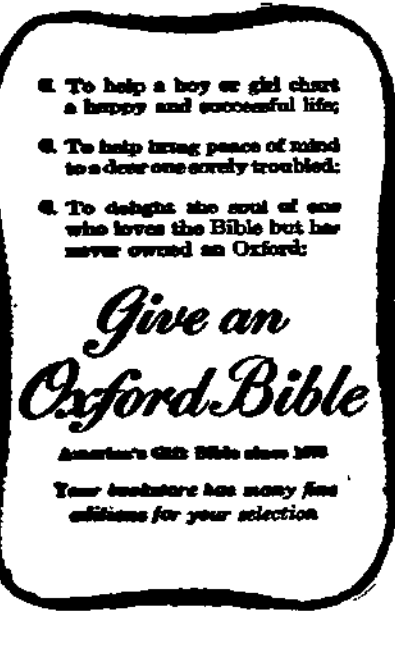 ¶ To help a boy or girl chart
a happy and successful life;
¶ To help bring peace of mind
to a dear one sorely troubled;
¶ To delight the soul of one
who loves the Bible but has
never owned an Oxford:
Give an
Oxford Bible
America's Gift Bible since
Your bookstore has many fine
editions for your selection